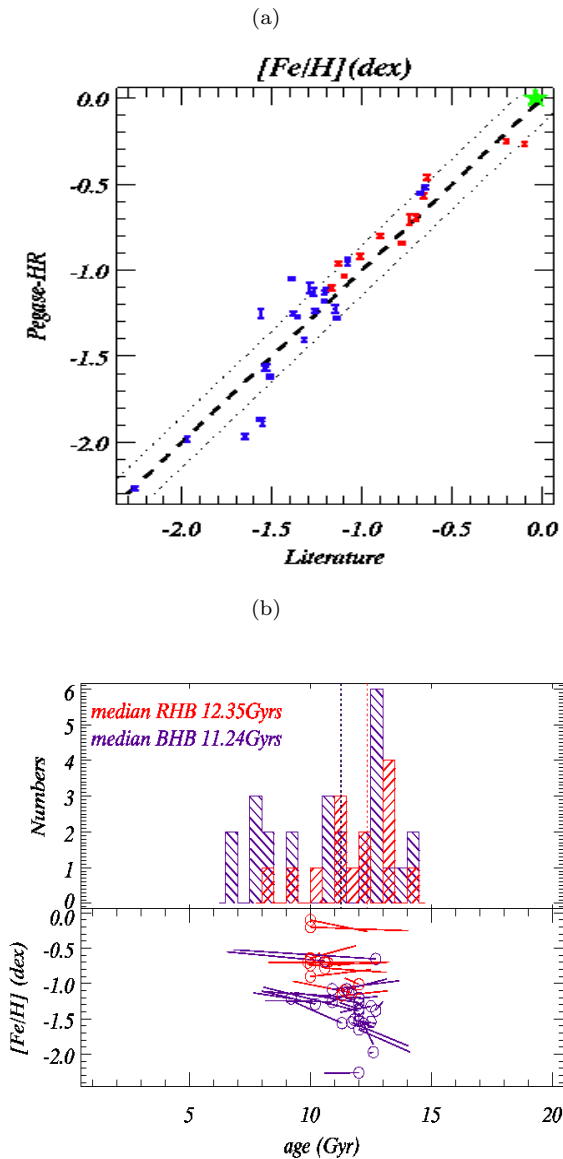 (a)
[Fe/H](dex)
0.0
-0.5
-1.0
-1.5
-2.0
Pegase-HR
-2.0 -1.5 -1.0 -0.5 0.0
Literature
(b)
6
5
4
3
2
1
0
Numbers
median RHB 12.35Gyrs
median BHB 11.24Gyrs
0.0
-0.5
-1.0
-1.5
-2.0
[Fe/H] (dex)
5 10 15 20
age (Gyr)